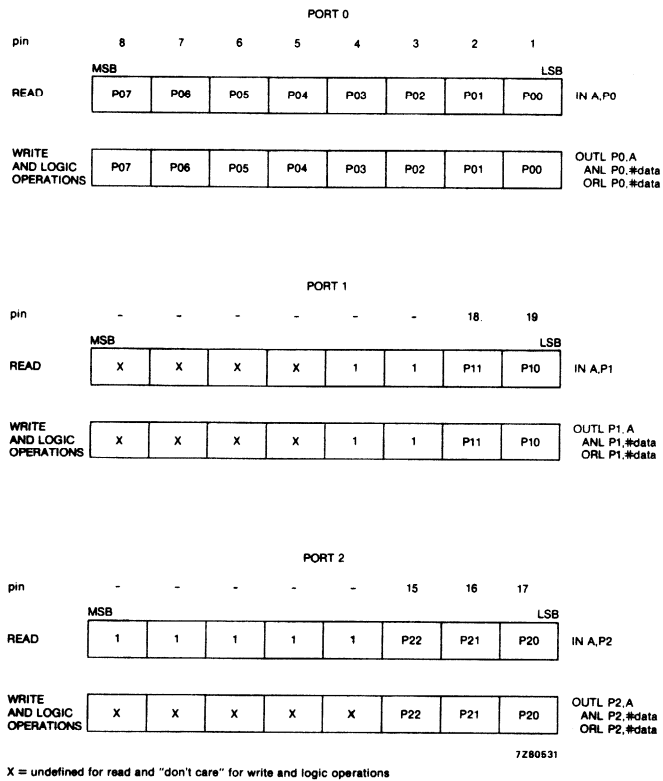 PORT 0
pin 8 7 6 5 4 3 2 1
MSB LSB
READ P07 P06 P05 P04 P03 P02 P01 P00 IN A,P0
WRITE
AND LOGIC
OPERATIONS P07 P06 P05 P04 P03 P02 P01 P00 OUTL P0,A
ANL P0,#data
ORL P0,#data
PORT 1
pin - - - - - - 18. 19
MSB LSB
READ X X X X 1 1 P11 P10 IN A,P1
WRITE
AND LOGIC
OPERATIONS X X X X 1 1 P11 P10 OUTL P1,A
ANL P1,#data
ORL P1,#data
PORT 2
pin - - - - - 15 16 17
MSB LSB
READ 1 1 1 1 1 P22 P21 P20 IN A,P2
WRITE
AND LOGIC
OPERATIONS X X X X X P22 P21 P20 OUTL P2,A
ANL P2,#data
ORL P2,#data
7Z80531
X = undefined for read and "don't care" for write and logic operations